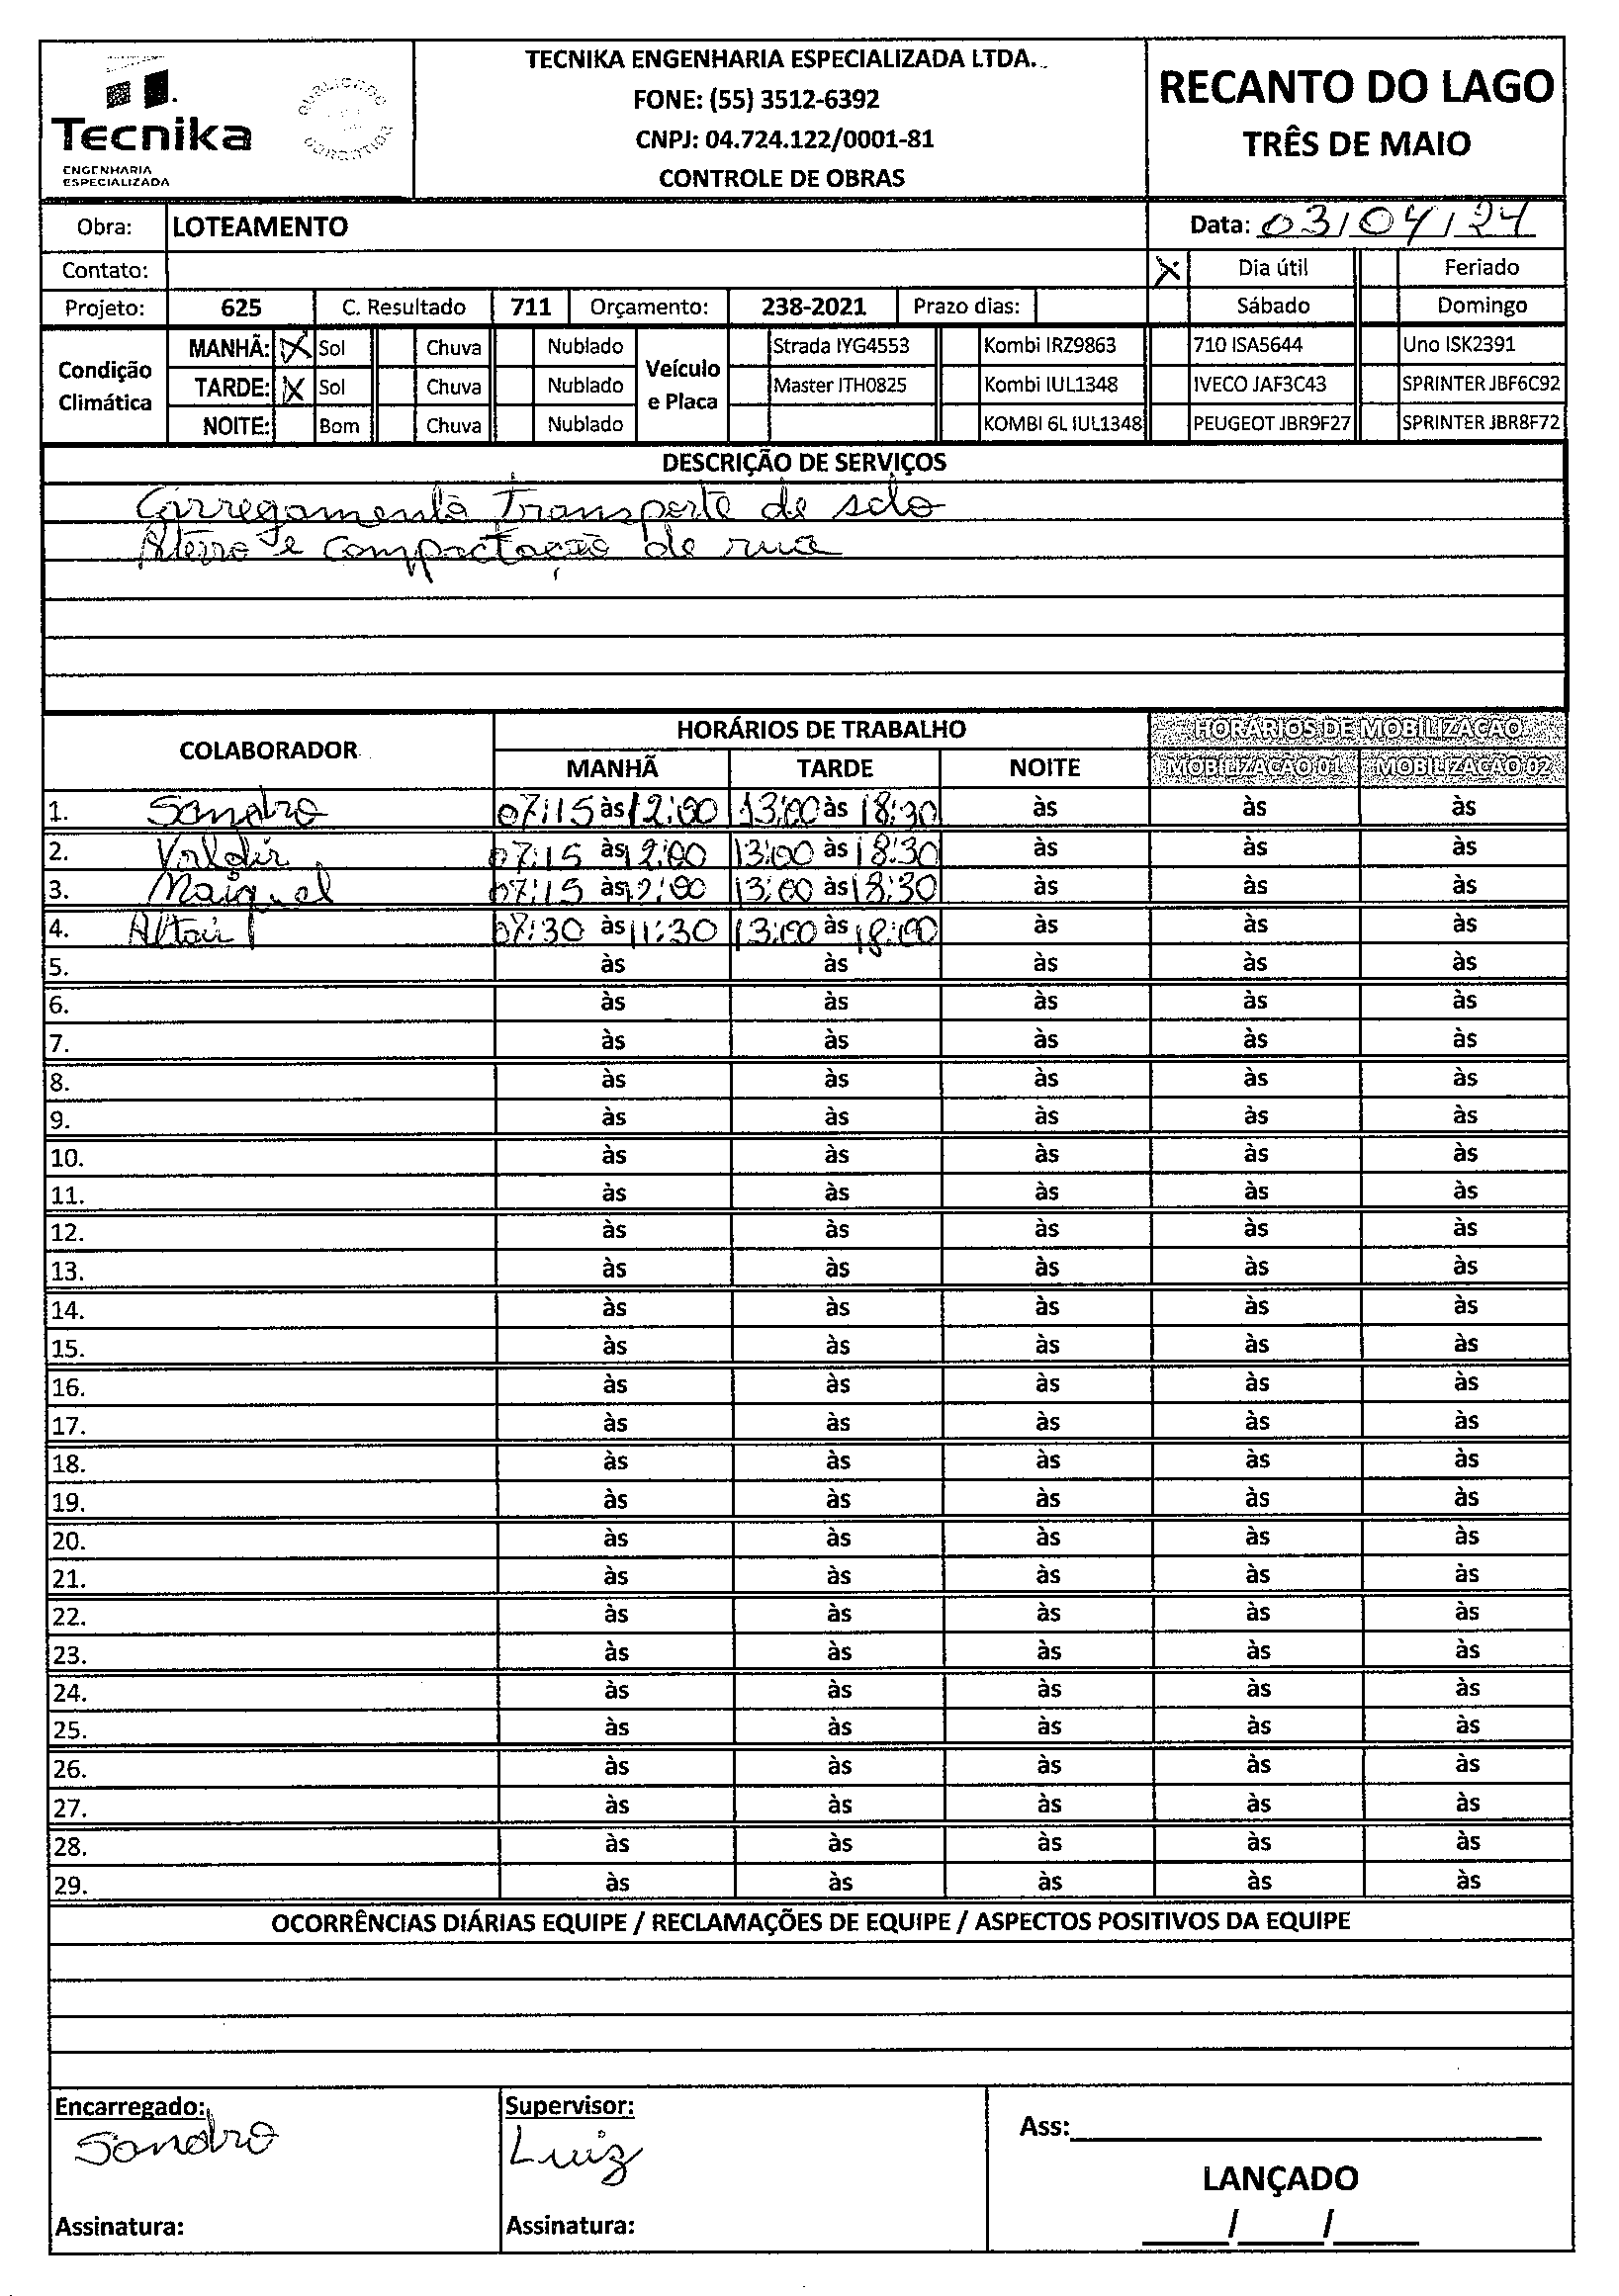 Tecnika
ENGENHARIA
ESPECIALIZADA
TECNIKA ENGENHARIA ESPECIALIZADA LTDA.
FONE: (55) 3512-6392
CNPJ: 04.724.122/0001-81
CONTROLE DE OBRAS
RECANTO DO LAGO
TRÊS DE MAIO
Obra: LOTEAMENTO Data: 03/04/24
Contato: X Dia útil Feriado
Projeto: 625 C. Resultado 711 Orçamento: 238-2021 Prazo dias: Sábado Domingo
Condição Climática
MANHÃ: X Sol Chuva Nublado
TARDE: X Sol Chuva Nublado
NOITE: Bom Chuva Nublado
Veículo e Placa
Strada IYG4553 Kombi IRZ9863 710 ISA5644 Uno ISK2391
Master ITH0825 Kombi IUL1348 IVECO JAF3C43 SPRINTER JBF6C92
KOMBI 6L IUL1348 PEUGEOT JBR9F27 SPRINTER JBR8F72
DESCRIÇÃO DE SERVIÇOS
Carregamento Transporte de solo
Aterro e compactação de rua
COLABORADOR HORÁRIOS DE TRABALHO HORÁRIOS DE MOBILIZAÇÃO
MANHÃ TARDE NOITE MOBILIZAÇÃO 01 MOBILIZAÇÃO 02
1. Sandro 07:15 às 12:00 13:00 às 18:30 às às às
2. Valdir 07:15 às 12:00 13:00 às 18:30 às às às
3. Maiquel 07:15 às 12:00 13:00 às 18:30 às às às
4. Altair 07:30 às 11:30 13:00 às 18:00 às às às
5. às às às às às
6. às às às às às
7. às às às às às
8. às às às às às
9. às às às às às
10. às às às às às
11. às às às às às
12. às às às às às
13. às às às às às
14. às às às às às
15. às às às às às
16. às às às às às
17. às às às às às
18. às às às às às
19. às às às às às
20. às às às às às
21. às às às às às
22. às às às às às
23. às às às às às
24. às às às às às
25. às às às às às
26. às às às às às
27. às às às às às
28. às às às às às
29. às às às às às
OCORRÊNCIAS DIÁRIAS EQUIPE / RECLAMAÇÕES DE EQUIPE / ASPECTOS POSITIVOS DA EQUIPE
Encarregado: Supervisor: Ass:
Sandro Luiz
LANÇADO
Assinatura: Assinatura: / /